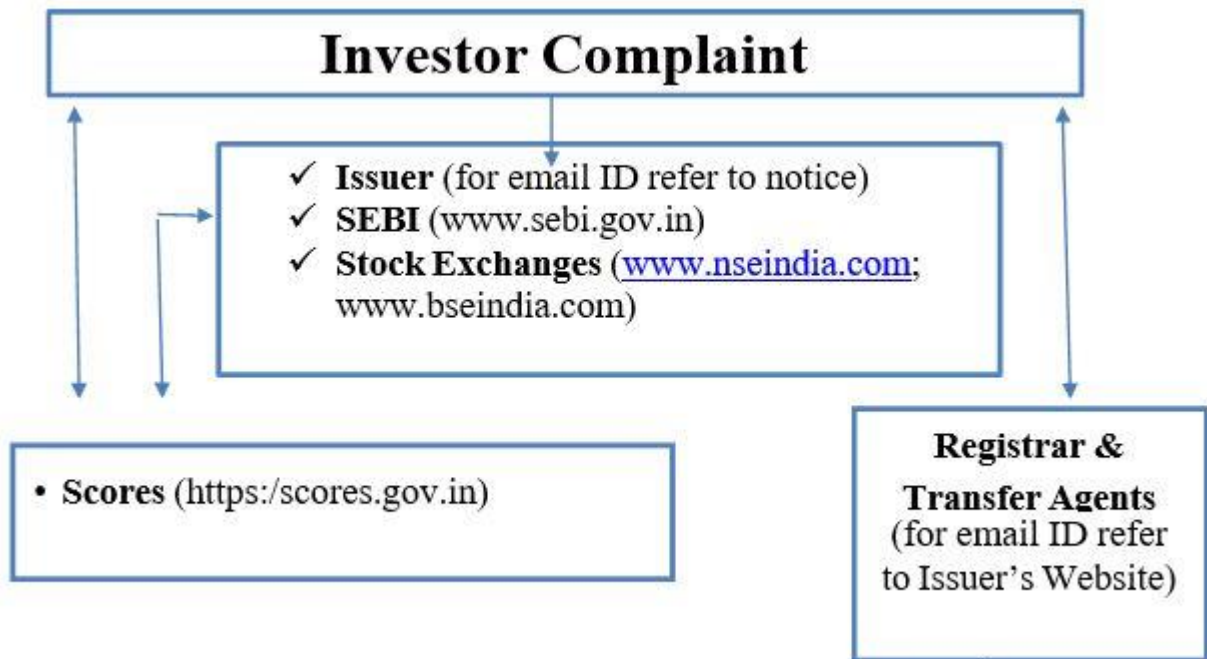 Investor Complaint
✓ Issuer (for email ID refer to notice)
✓ SEBI (www.sebi.gov.in)
✓ Stock Exchanges (www.nseindia.com;
www.bseindia.com)
• Scores (https:/scores.gov.in)
Registrar &
Transfer Agents
(for email ID refer
to Issuer's Website)